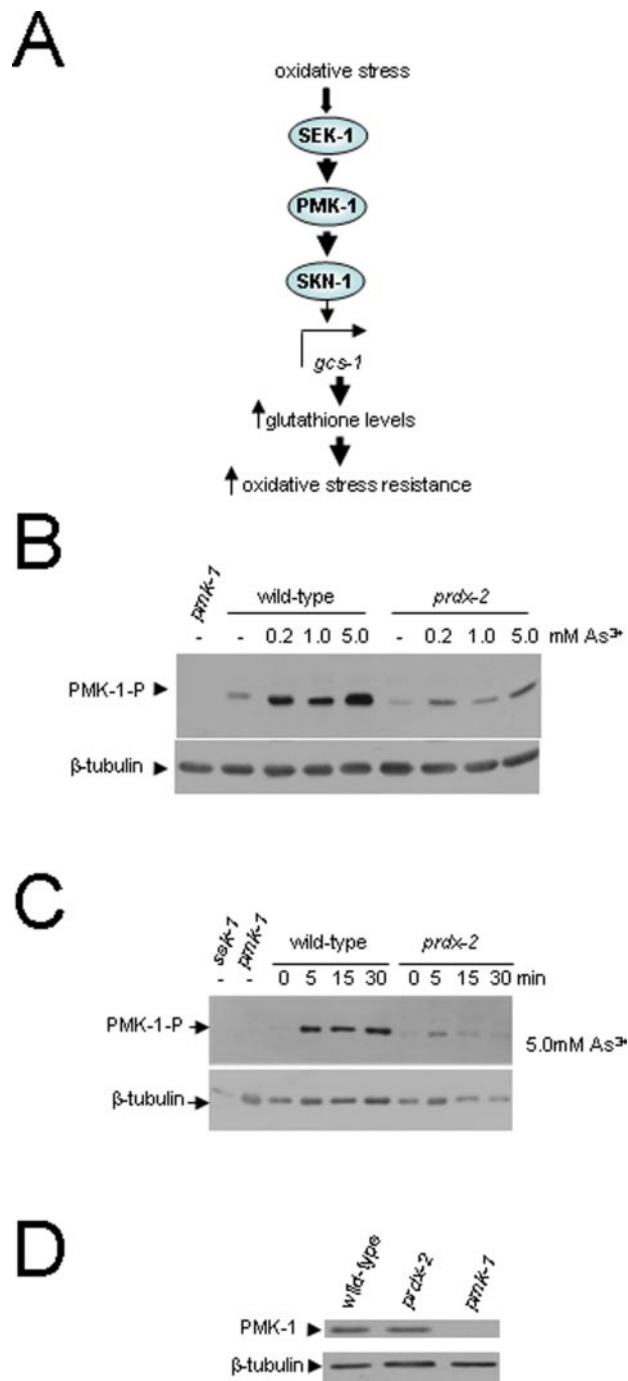 A
oxidative stress
SEK-1
PMK-1
SKN-1
gcs-1
glutathione levels
oxidative stress resistance
B
pmk-1 wild-type prdx-2
- - 0.2 1.0 5.0 - 0.2 1.0 5.0 mM As³⁺
PMK-1-P
β-tubulin
C
sek-1 pmk-1 wild-type prdx-2
- - 0 5 15 30 0 5 15 30 min
PMK-1-P
5.0mM As³⁺
β-tubulin
D
wild-type prdx-2 pmk-1
PMK-1
β-tubulin